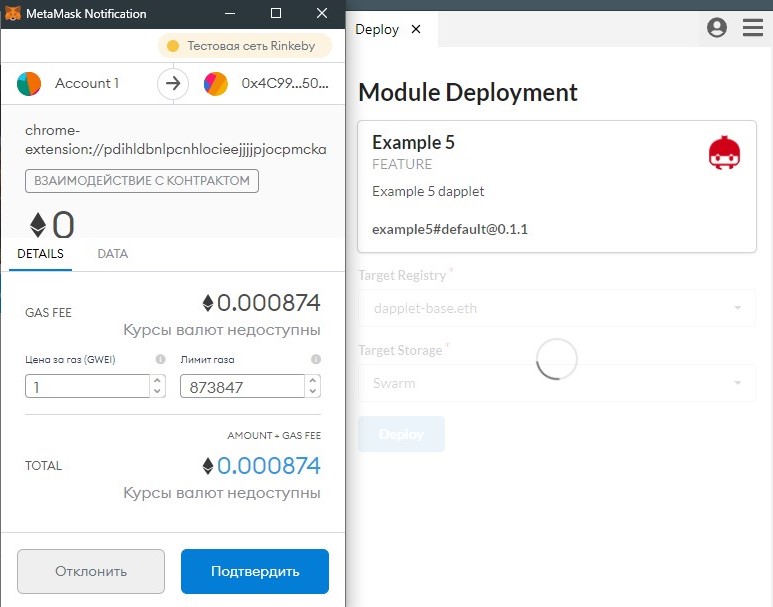 MetaMask Notification
Тестовая сеть Rinkeby
Account 1
0x4C99...50...
chrome-
extension://pdihldbnlpcnhlocieejjjjpjocpmcka
ВЗАИМОДЕЙСТВИЕ С КОНТРАКТОМ
0
DETAILS
DATA
GAS FEE
0.000874
Курсы валют недоступны
Цена за газ (GWEI)
Лимит газа
1
873847
AMOUNT + GAS FEE
TOTAL
0.000874
Курсы валют недоступны
Отклонить
Подтвердить
Deploy
Module Deployment
Example 5
FEATURE
Example 5 dapplet
example5#default@0.1.1
Target Registry *
dapplet-base.eth
Target Storage *
Swarm
Deploy